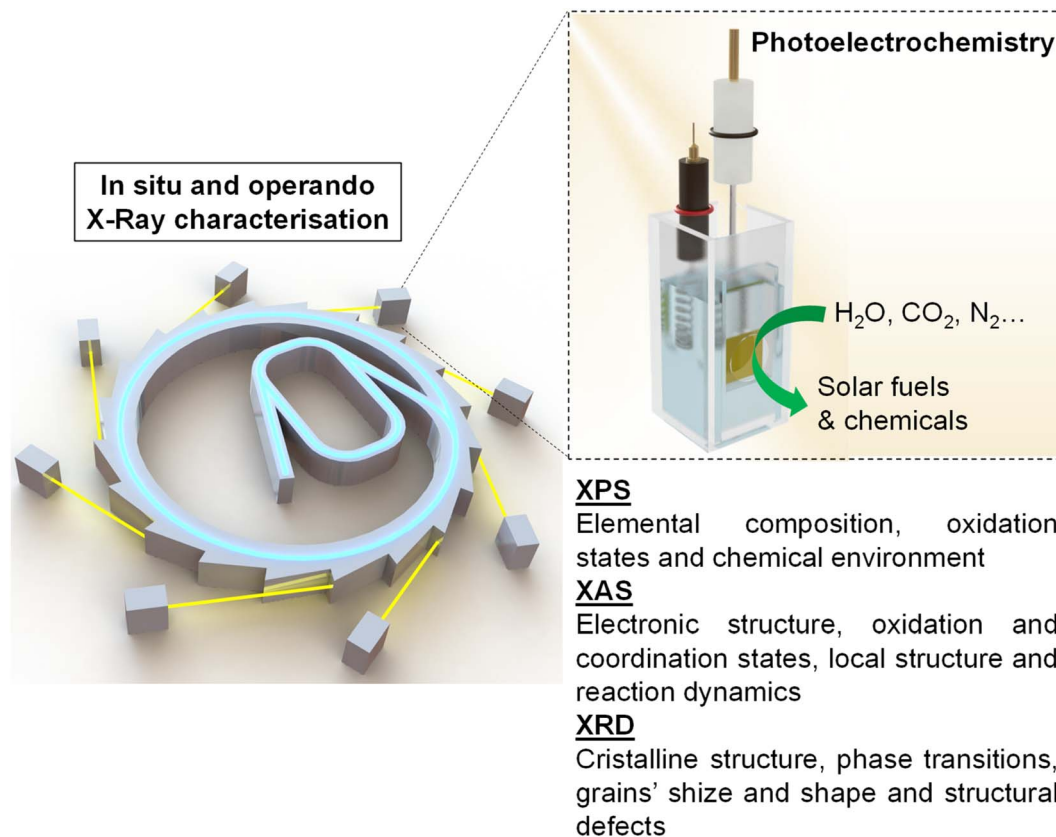 In situ and operando
X-Ray characterisation
Photoelectrochemistry
H₂O, CO₂, N₂…
Solar fuels
& chemicals
XPS
Elemental composition, oxidation
states and chemical environment
XAS
Electronic structure, oxidation and
coordination states, local structure and
reaction dynamics
XRD
Cristalline structure, phase transitions,
grains’ shize and shape and structural
defects